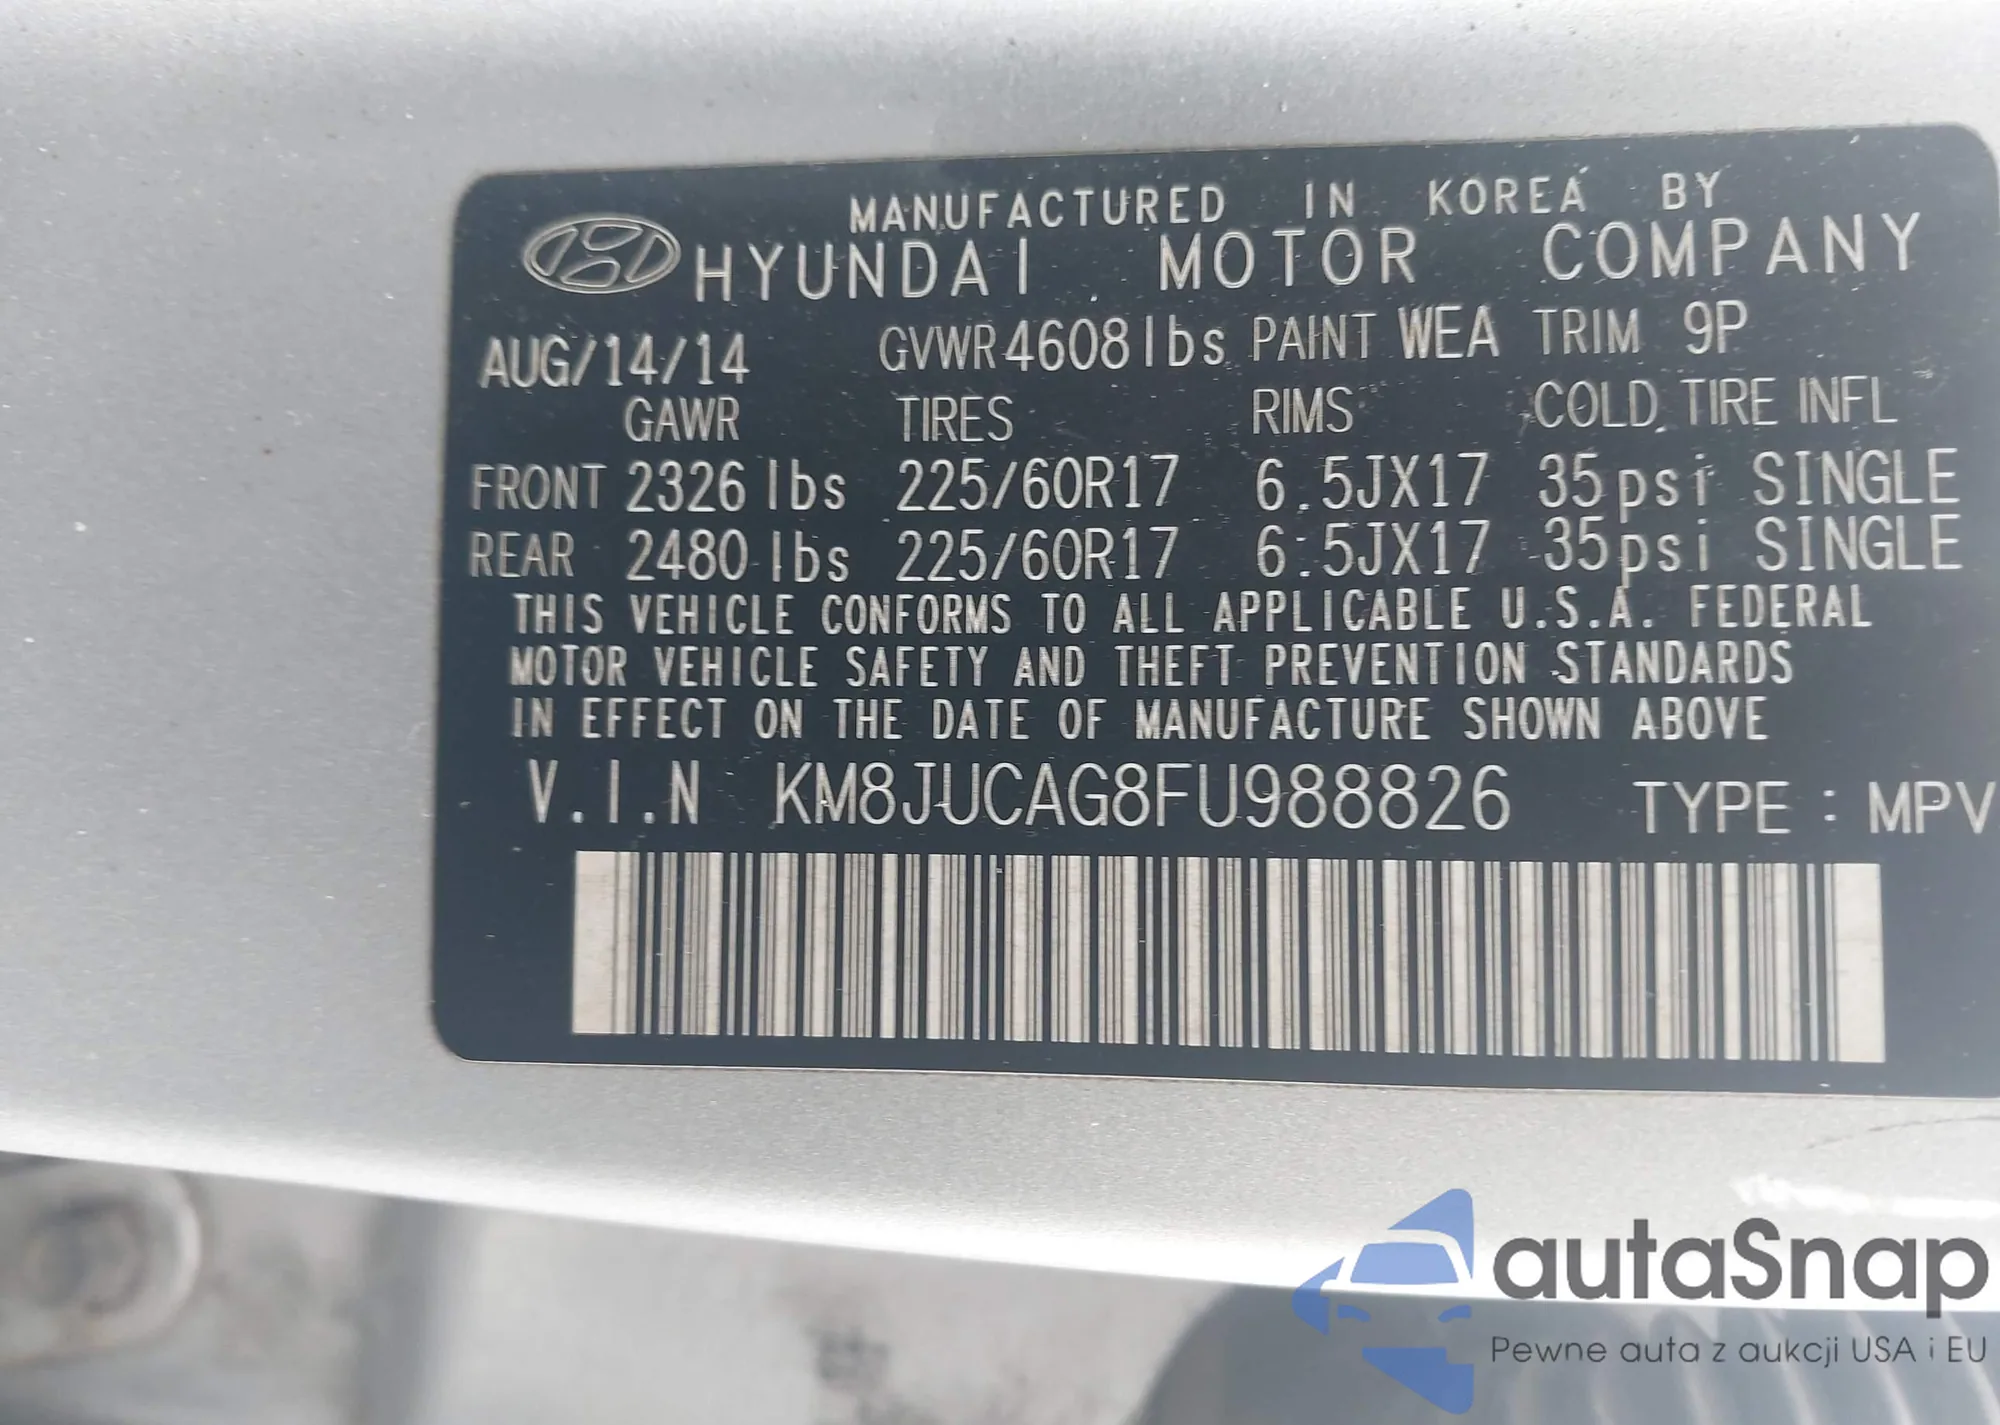 MANUFACTURED IN KOREA BY
HYUNDAI MOTOR COMPANY
AUG/14/14 GVWR 4608 lbs PAINT WEA TRIM 9P
GAWR TIRES RIMS COLD TIRE INFL
FRONT 2326 lbs 225/60R17 6.5JX17 35psi SINGLE
REAR 2480 lbs 225/60R17 6.5JX17 35psi SINGLE
THIS VEHICLE CONFORMS TO ALL APPLICABLE U.S.A. FEDERAL
MOTOR VEHICLE SAFETY AND THEFT PREVENTION STANDARDS
IN EFFECT ON THE DATE OF MANUFACTURE SHOWN ABOVE
V.I.N KM8JUCAG8FU988826 TYPE : MPV
autaSnap
Pewne auta z aukcji USA i EU